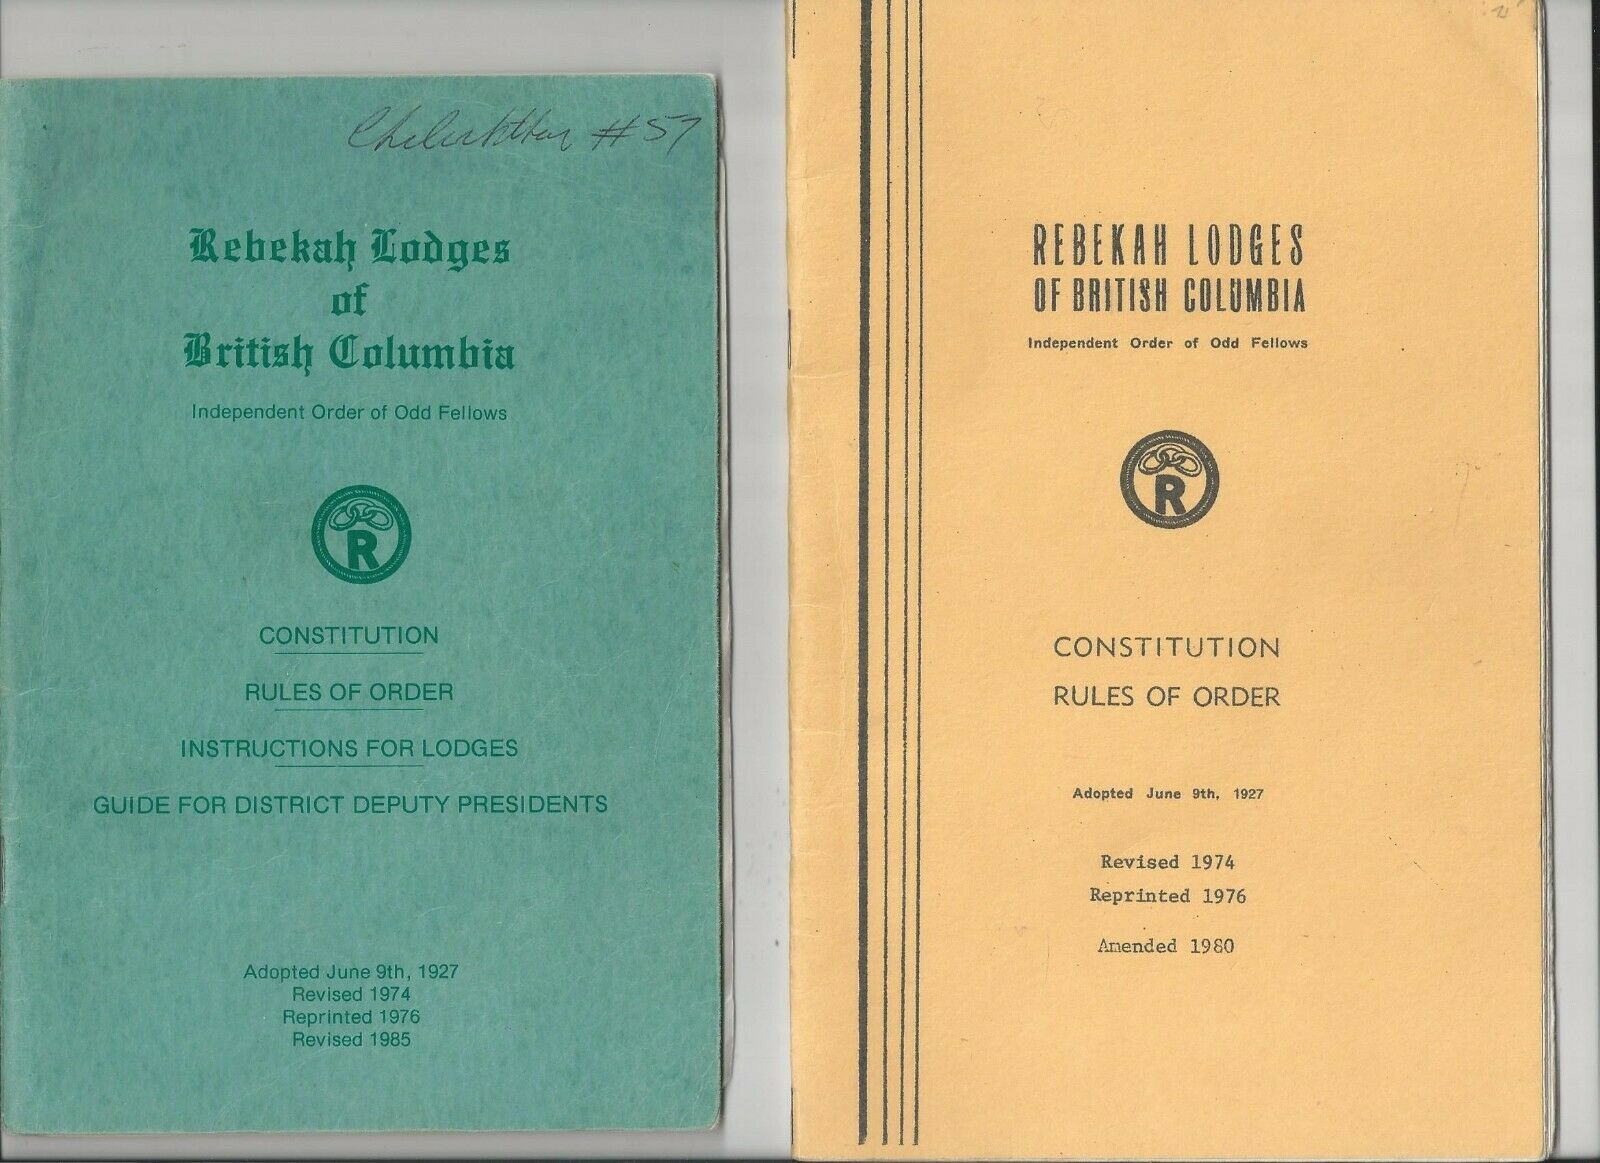 #57
Rebekah Lodges
of
British Columbia
Independent Order of Odd Fellows
R
CONSTITUTION
RULES OF ORDER
INSTRUCTIONS FOR LODGES
GUIDE FOR DISTRICT DEPUTY PRESIDENTS
Adopted June 9th, 1927
Revised 1974
Reprinted 1976
Revised 1985
REBEKAH LODGES
OF BRITISH COLUMBIA
Independent Order of Odd Fellows
R
CONSTITUTION
RULES OF ORDER
Adopted June 9th, 1927
Revised 1974
Reprinted 1976
Amended 1980